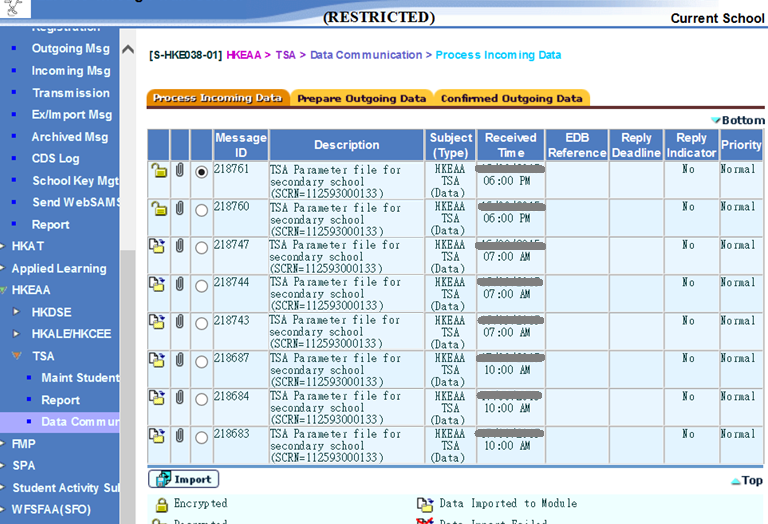 (RESTRICTED)
Current School
Registration
Outgoing Msg
Incoming Msg
Transmission
Ex/Import Msg
Archived Msg
CDS Log
School Key Mgt
Send WebSAMS
Report
HKAT
Applied Learning
HKEAA
HKDSE
HKALE/HKCEE
TSA
Maint Student
Report
Data Commun
FMP
SPA
Student Activity Su
WFSFAA(SFO)
[S-HKE038-01] HKEAA > TSA > Data Communication > Process Incoming Data
Process Incoming Data Prepare Outgoing Data Confirmed Outgoing Data
Bottom
Message ID Description Subject (Type) Received Time EDB Reference Reply Deadline Reply Indicator Priority
218761 TSA Parameter file for HKEAA No Normal
secondary school TSA 06:00 PM
(SCRN=112593000133) (Data)
218760 TSA Parameter file for HKEAA No Normal
secondary school TSA 06:00 PM
(SCRN=112593000133) (Data)
218747 TSA Parameter file for HKEAA No Normal
secondary school TSA 07:00 AM
(SCRN=112593000133) (Data)
218744 TSA Parameter file for HKEAA No Normal
secondary school TSA 07:00 AM
(SCRN=112593000133) (Data)
218743 TSA Parameter file for HKEAA No Normal
secondary school TSA 07:00 AM
(SCRN=112593000133) (Data)
218687 TSA Parameter file for HKEAA No Normal
secondary school TSA 10:00 AM
(SCRN=112593000133) (Data)
218684 TSA Parameter file for HKEAA No Normal
secondary school TSA 10:00 AM
(SCRN=112593000133) (Data)
218683 TSA Parameter file for HKEAA No Normal
secondary school TSA 10:00 AM
(SCRN=112593000133) (Data)
Import
Top
Encrypted Data Imported to Module
Decrypted Data Import Failed